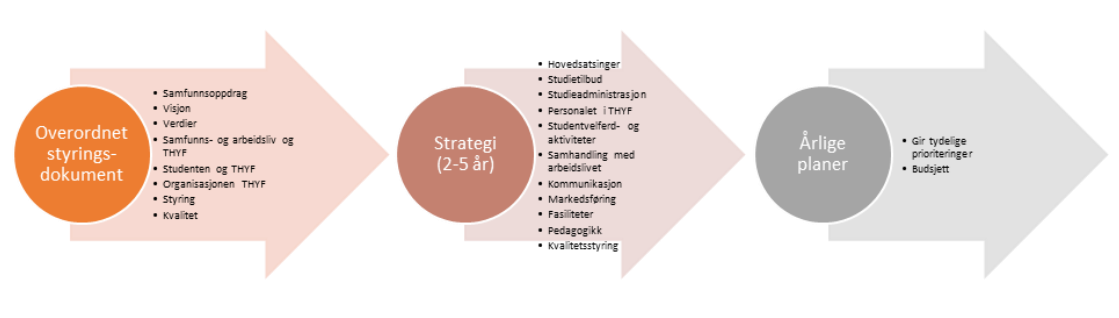 Overordnet
styrings-
dokument
▪ Samfunnsoppdrag
▪ Visjon
▪ Verdier
▪ Samfunns- og arbeidsliv og
THYF
▪ Studenten og THYF
▪ Organisasjonen THYF
▪ Styring
▪ Kvalitet
Strategi
(2-5 år)
▪ Hovedsatsinger
▪ Studietilbud
▪ Studieadministrasjon
▪ Personalet i THYF
▪ Studentvelferd- og
aktiviteter
▪ Samhandling med
arbeidslivet
▪ Kommunikasjon
▪ Markedsføring
▪ Fasiliteter
▪ Pedagogikk
▪ Kvalitetsstyring
Årlige
planer
▪ Gir tydelige
prioriteringer
▪ Budsjett